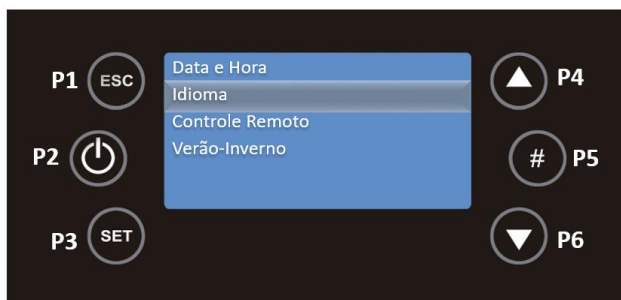 P1 ESC
P2
P3 SET
Data e Hora
Idioma
Controle Remoto
Verão-Inverno
P4
# P5
P6